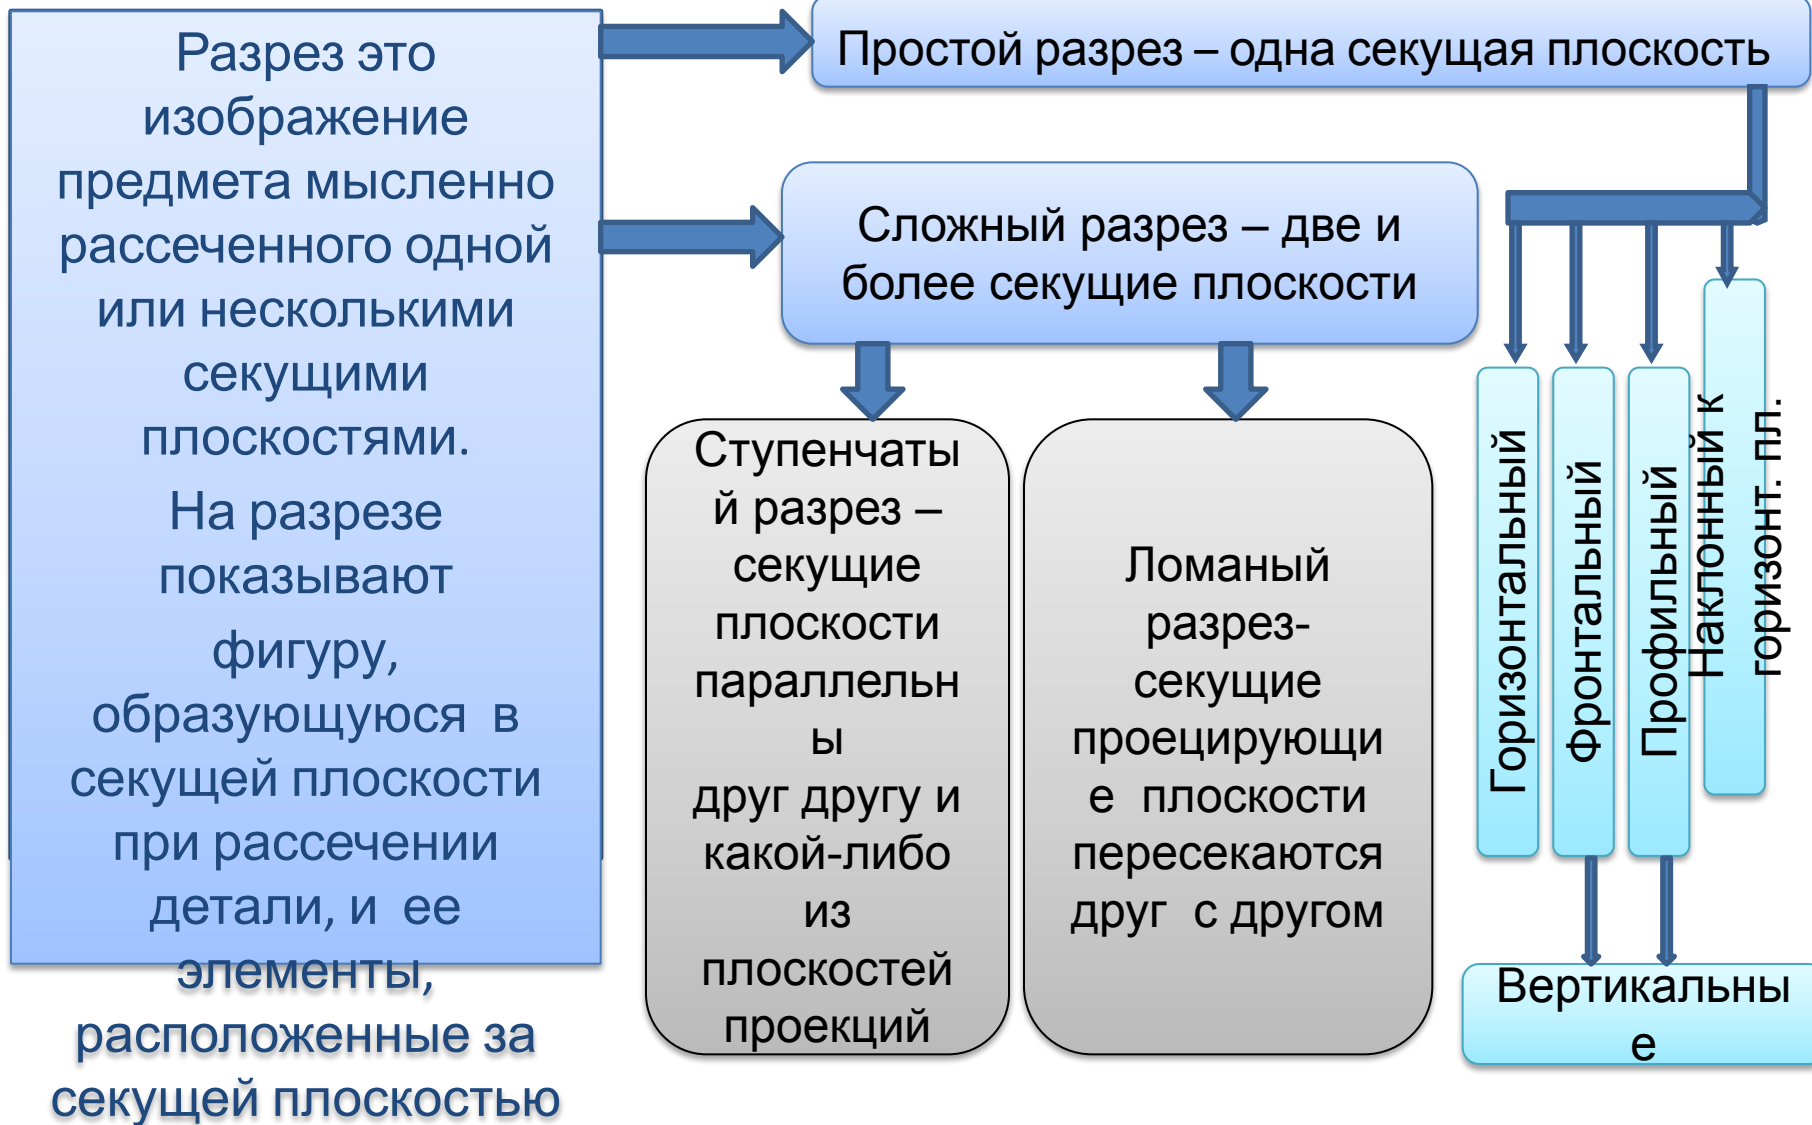 Разрез это
изображение
предмета мысленно
рассеченного одной
или несколькими
секущими
плоскостями.
На разрезе
показывают
фигуру,
образующуюся в
секущей плоскости
при рассечении
детали, и ее
элементы,
расположенные за
секущей плоскостью
Простой разрез – одна секущая плоскость
Сложный разрез – две и
более секущие плоскости
Ступенчаты
й разрез –
секущие
плоскости
параллельн
ы
друг другу и
какой-либо
из
плоскостей
проекций
Ломаный
разрез-
секущие
проецирующи
е плоскости
пересекаются
друг с другом
Горизонтальный
Фронтальный
Профильный
Наклонный к
горизонт. пл.
Вертикальны
е